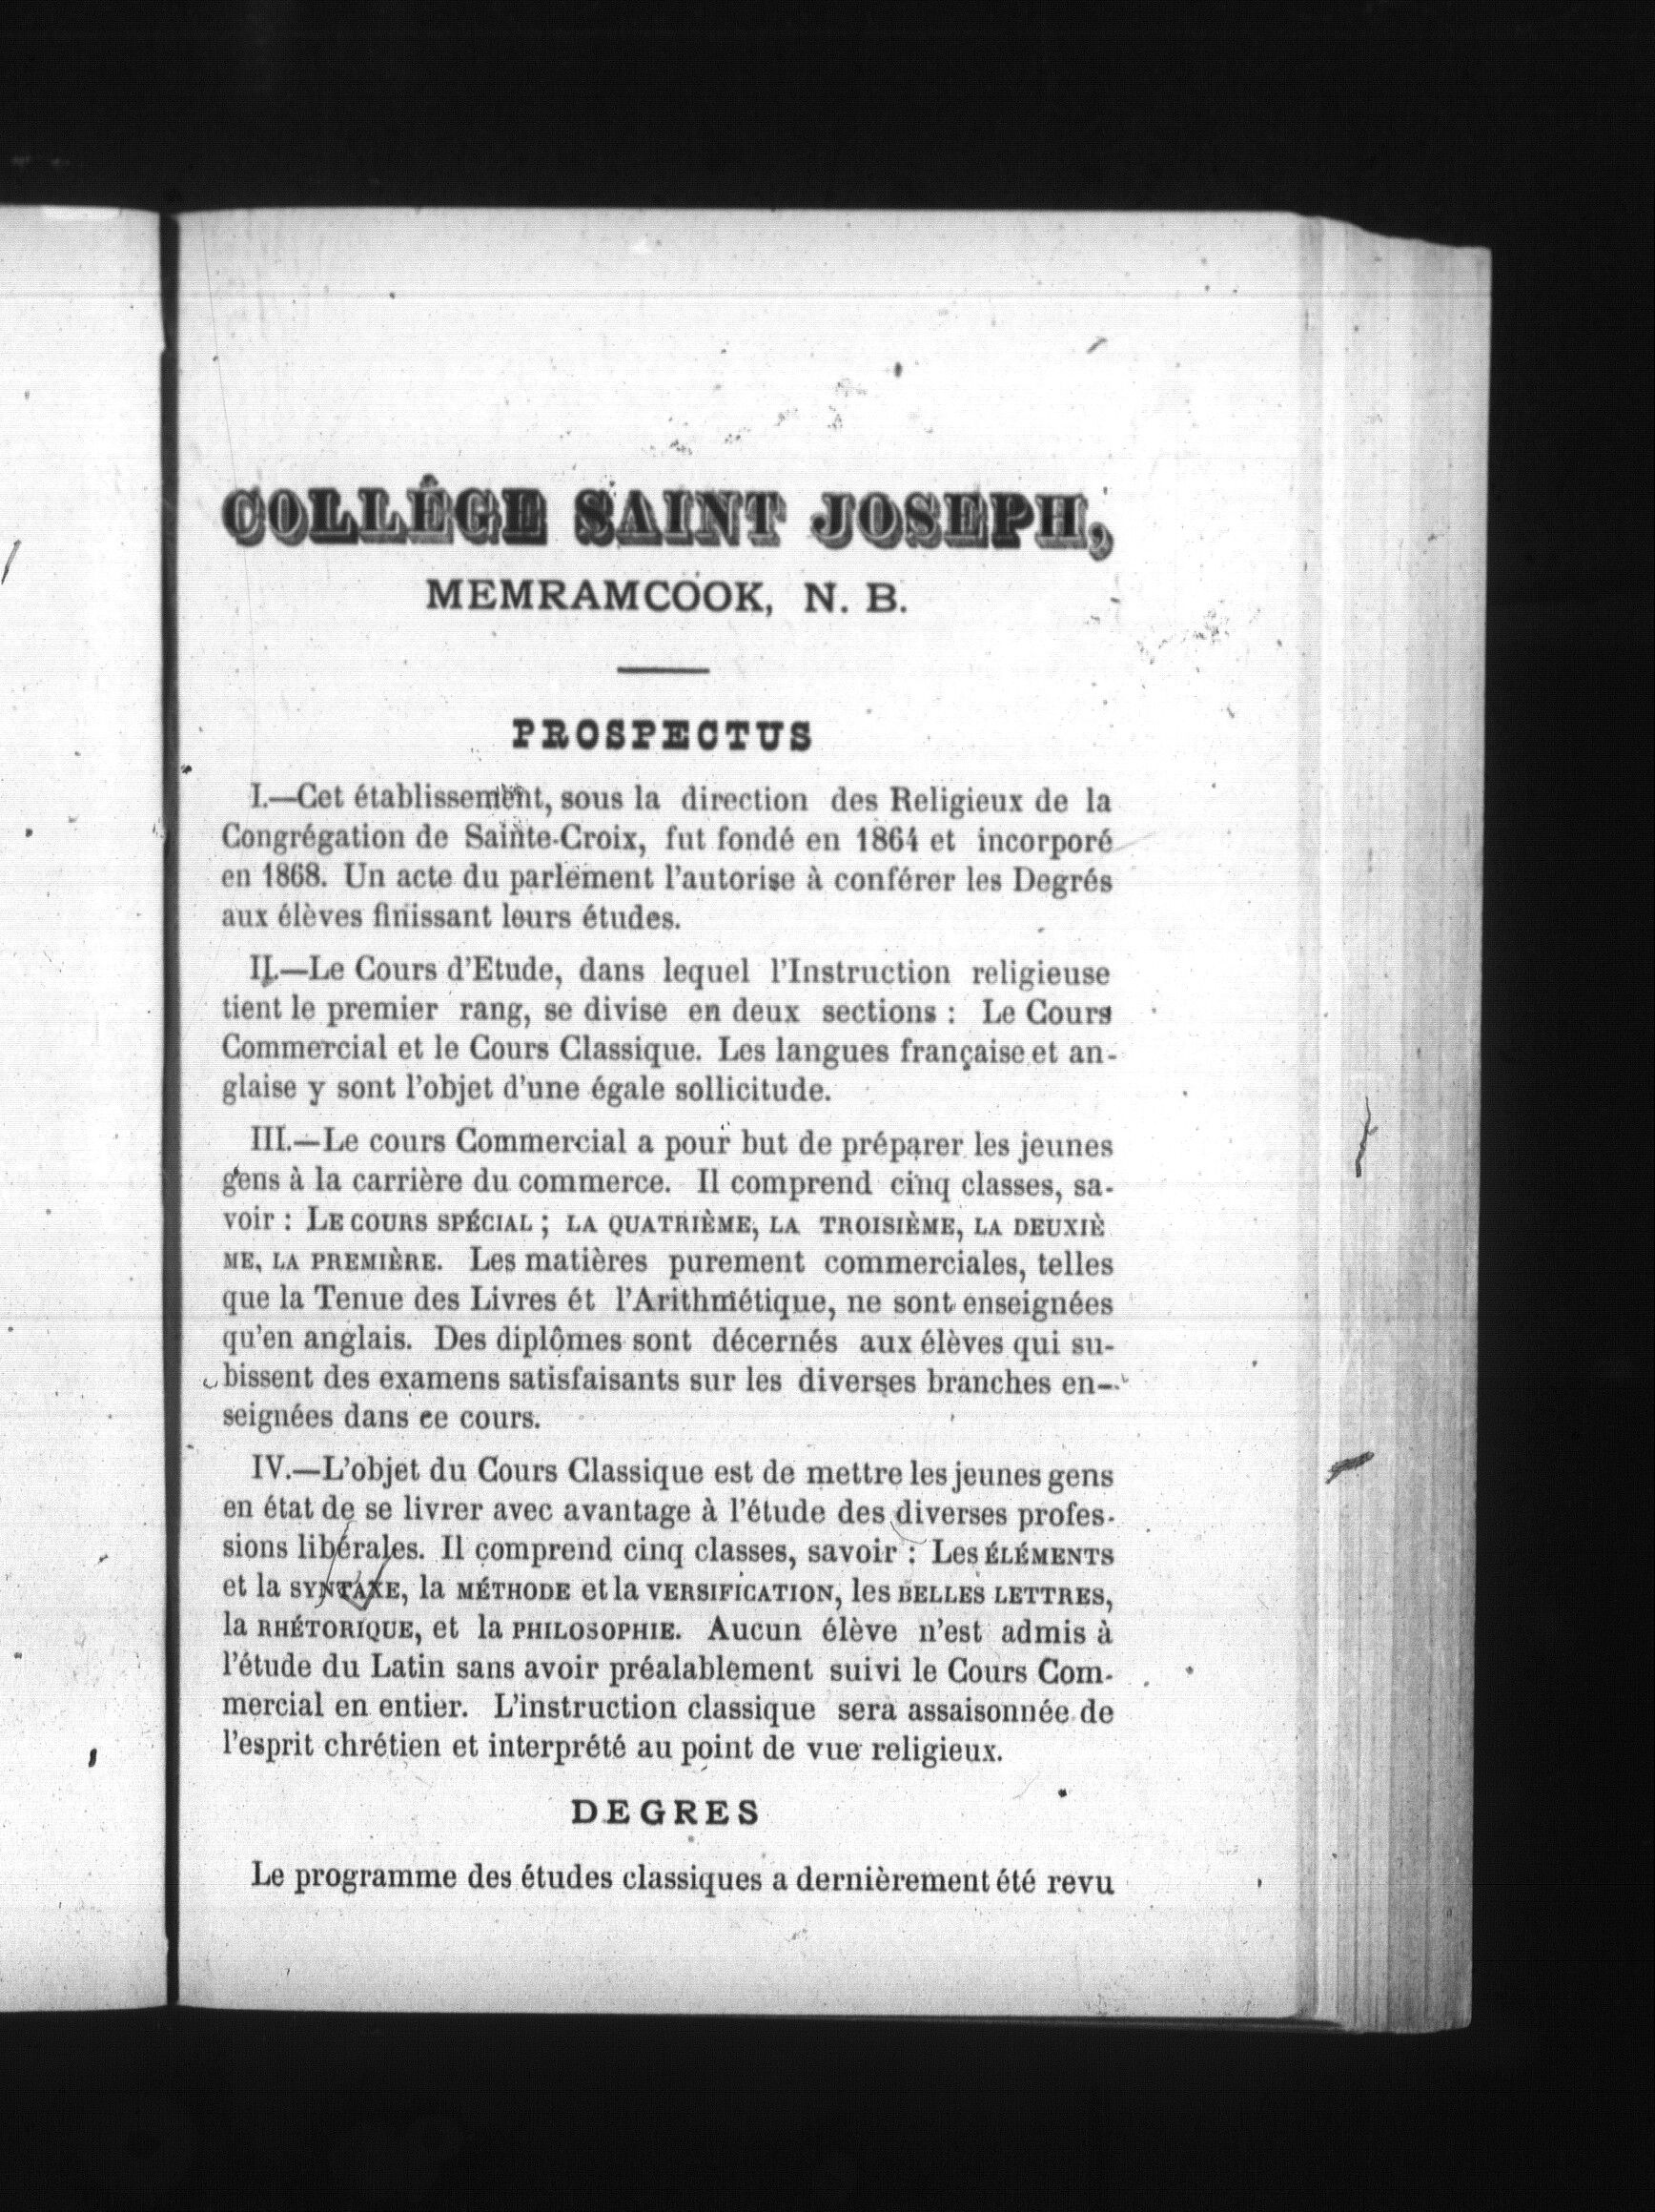 COLLÊGE SAINT JOSEPH,
MEMRAMCOOK, N. B.
PROSPECTUS
I.—Cet établissement, sous la direction des Religieux de la
Congrégation de Sainte-Croix, fut fondé en 1864 et incorporé
en 1868. Un acte du parlement l'autorise à conférer les Degrés
aux élèves finissant leurs études.
II.—Le Cours d'Etude, dans lequel l'Instruction religieuse
tient le premier rang, se divise en deux sections : Le Cours
Commercial et le Cours Classique. Les langues française et an-
glaise y sont l'objet d'une égale sollicitude.
III.—Le cours Commercial a pour but de préparer les jeunes
gens à la carrière du commerce. Il comprend cinq classes, sa-
voir : LE COURS SPÉCIAL ; LA QUATRIÈME, LA TROISIÈME, LA DEUXIÈ
ME, LA PREMIÈRE. Les matières purement commerciales, telles
que la Tenue des Livres et l'Arithmétique, ne sont enseignées
qu'en anglais. Des diplômes sont décernés aux élèves qui su-
bissent des examens satisfaisants sur les diverses branches en-
seignées dans ce cours.
IV.—L'objet du Cours Classique est de mettre les jeunes gens
en état de se livrer avec avantage à l'étude des diverses profes-
sions libérales. Il comprend cinq classes, savoir : Les ÉLÉMENTS
et la SYNTAXE, la MÉTHODE et la VERSIFICATION, les BELLES LETTRES,
la RHÉTORIQUE, et la PHILOSOPHIE. Aucun élève n'est admis à
l'étude du Latin sans avoir préalablement suivi le Cours Com-
mercial en entier. L'instruction classique sera assaisonnée de
l'esprit chrétien et interprété au point de vue religieux.
DEGRES
Le programme des études classiques a dernièrement été revu